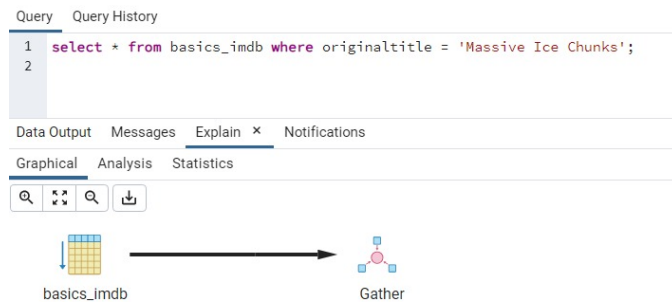 Query Query History
1 select * from basics_imdb where originaltitle = 'Massive Ice Chunks';
2
Data Output Messages Explain × Notifications
Graphical Analysis Statistics
basics_imdb Gather